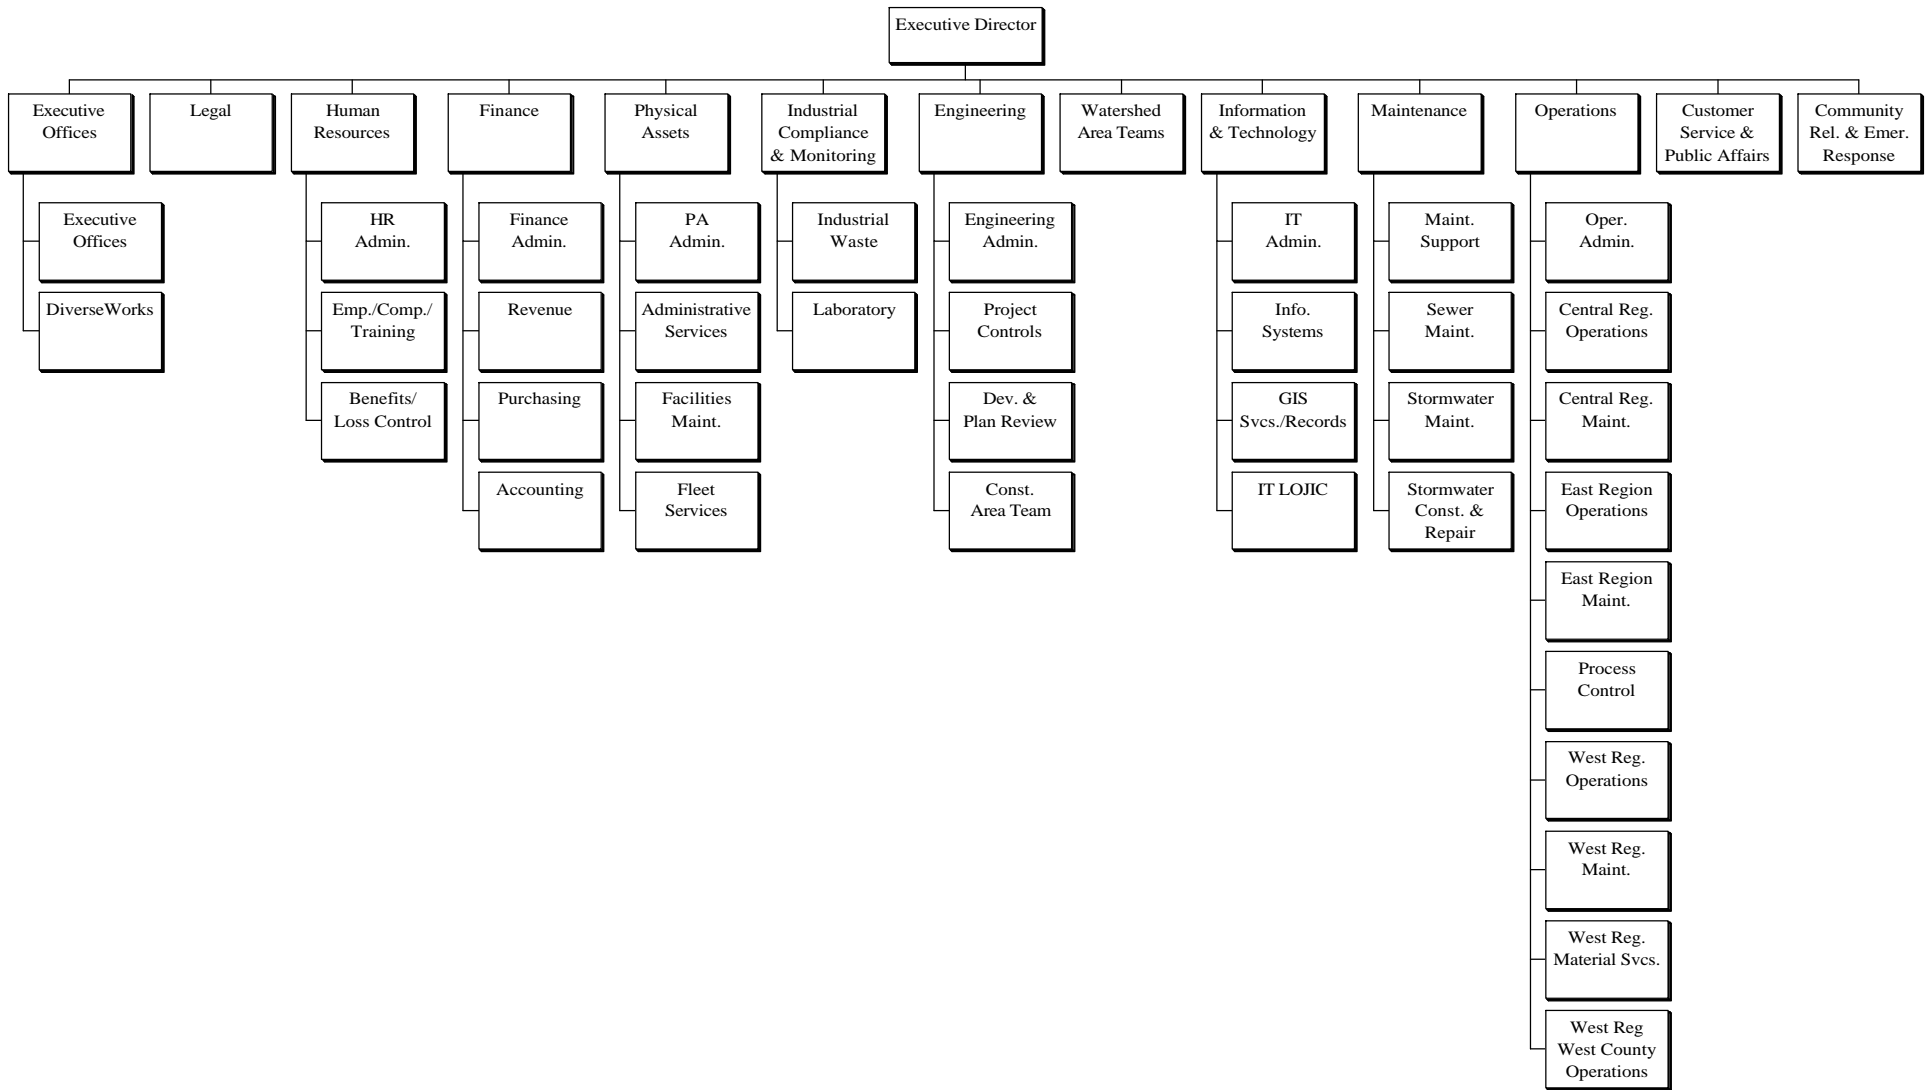 Executive Director
Executive
Offices
Legal
Human
Resources
Finance
Physical
Assets
Industrial
Compliance
& Monitoring
Engineering
Watershed
Area Teams
Information
& Technology
Maintenance
Operations
Customer
Service &
Public Affairs
Community
Rel. & Emer.
Response
Executive
Offices
DiverseWorks
HR
Admin.
Emp./Comp./
Training
Benefits/
Loss Control
Finance
Admin.
Revenue
Purchasing
Accounting
PA
Admin.
Administrative
Services
Facilities
Maint.
Fleet
Services
Industrial
Waste
Laboratory
Engineering
Admin.
Project
Controls
Dev. &
Plan Review
Const.
Area Team
IT
Admin.
Info.
Systems
GIS
Svcs./Records
IT LOJIC
Maint.
Support
Sewer
Maint.
Stormwater
Maint.
Stormwater
Const. &
Repair
Oper.
Admin.
Central Reg.
Operations
Central Reg.
Maint.
East Region
Operations
East Region
Maint.
Process
Control
West Reg.
Operations
West Reg.
Maint.
West Reg.
Material Svcs.
West Reg
West County
Operations